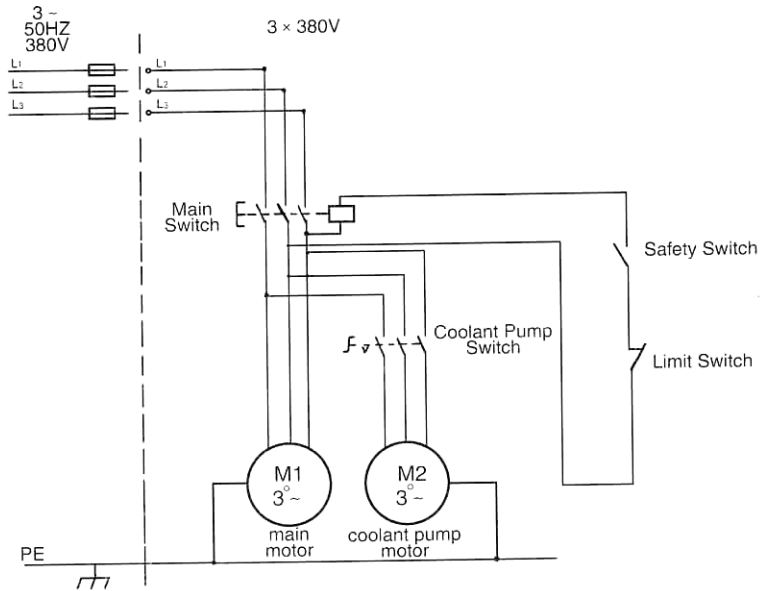 3 ~
50HZ
380V
3 × 380V
L1
L1
L2
L2
L3
L3
Main
Switch
Safety Switch
Coolant Pump
Switch
Limit Switch
M1
3 ~
M2
3 ~
main
motor
coolant pump
motor
PE